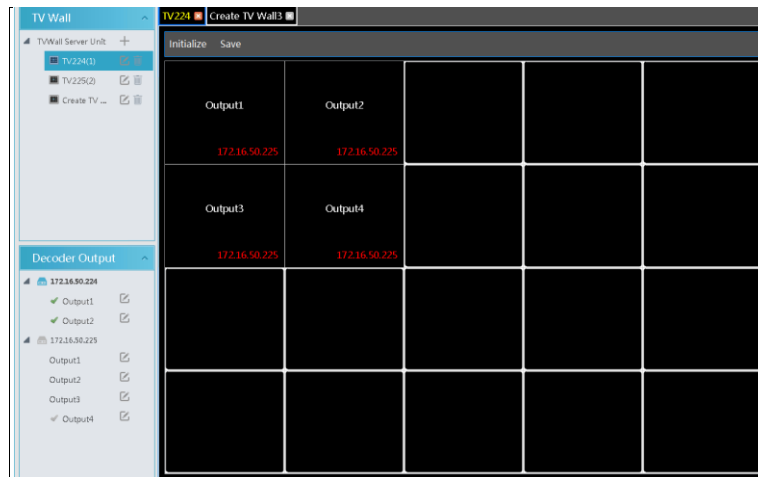 TV Wall
TVWall Server Unit
TV224(1)
TV225(2)
Create TV ...
Decoder Output
172.16.50.224
Output1
Output2
172.16.50.225
Output1
Output2
Output3
Output4
TV224 Create TV Wall3
Initialize Save
Output1 Output2
172.16.50.225 172.16.50.225
Output3 Output4
172.16.50.225 172.16.50.225